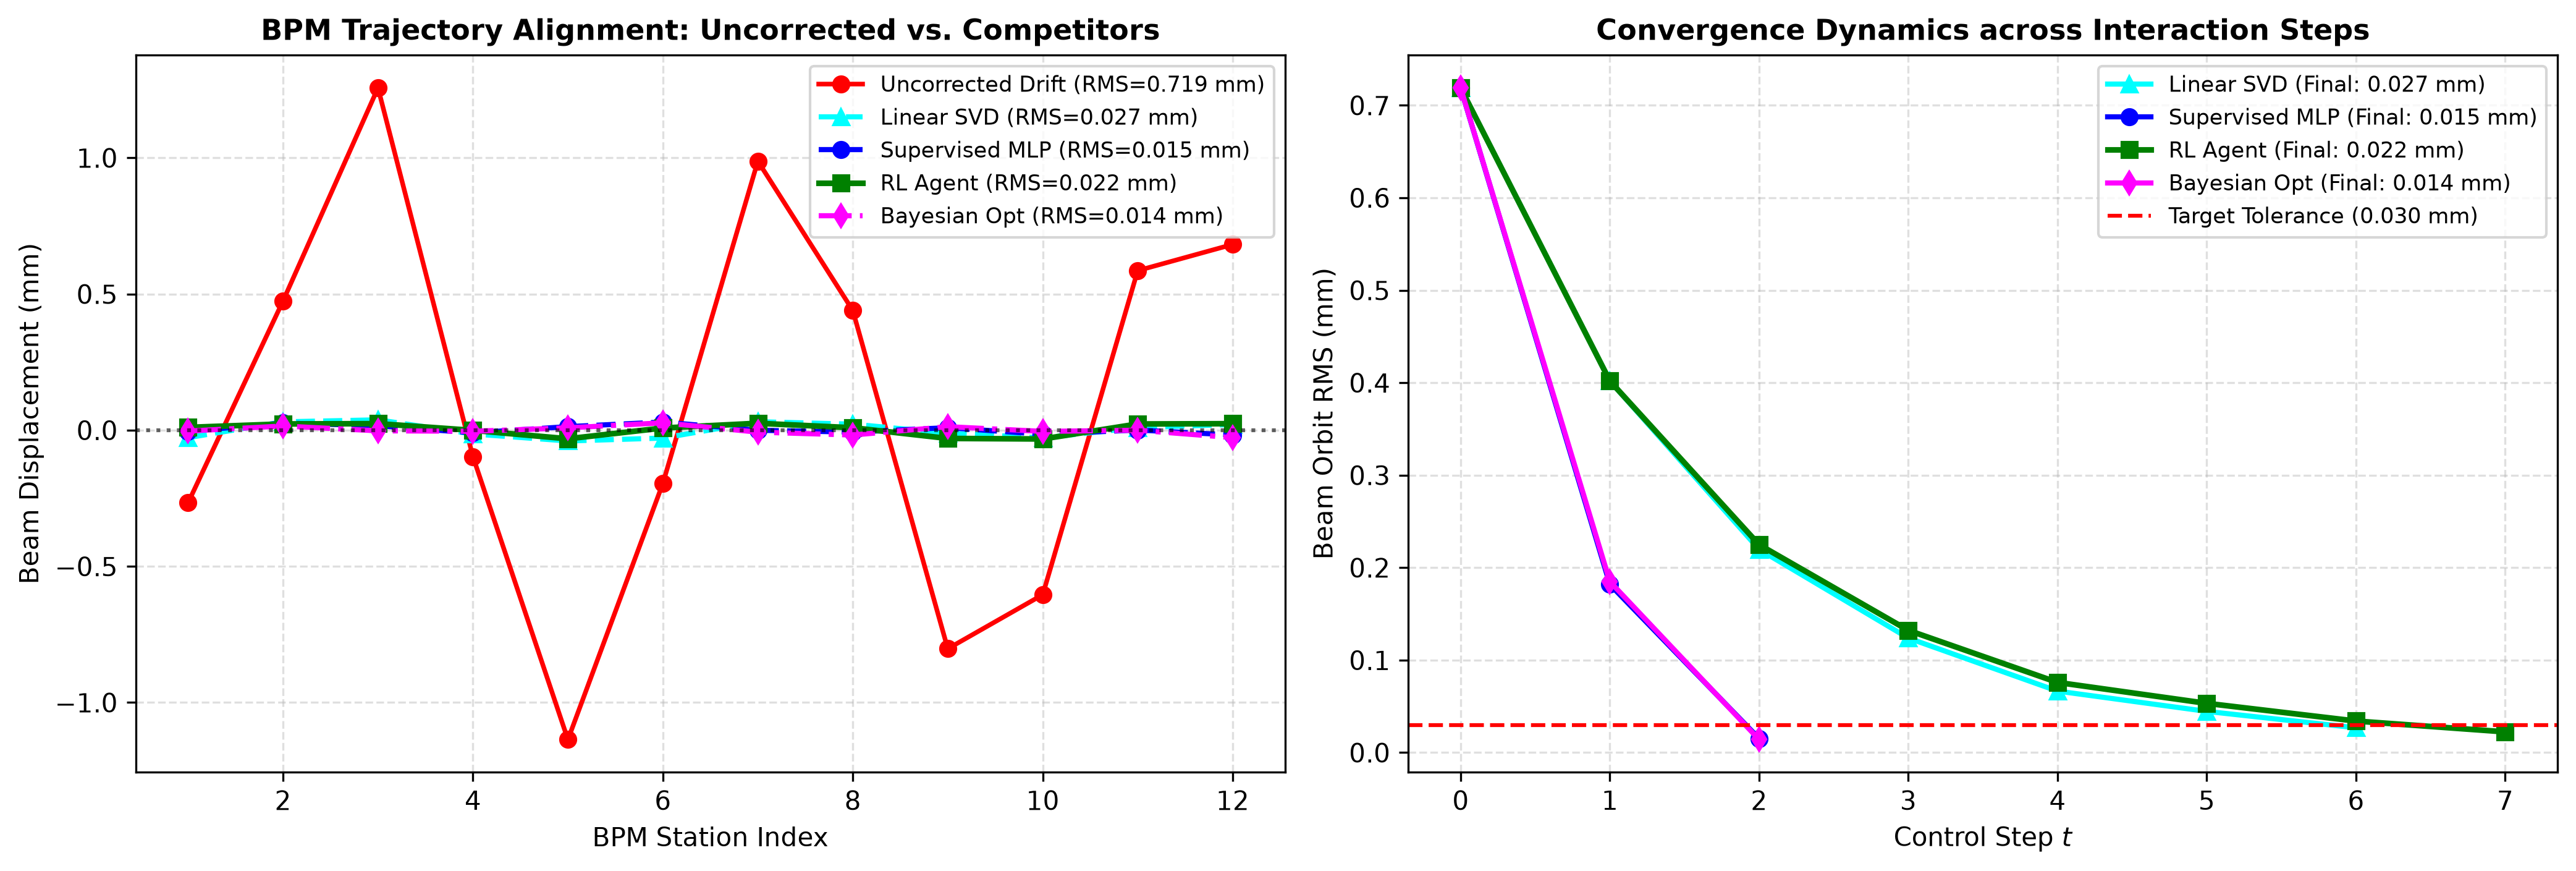 BPM Trajectory Alignment: Uncorrected vs. Competitors
Uncorrected Drift (RMS=0.719 mm)
Linear SVD (RMS=0.027 mm)
Supervised MLP (RMS=0.015 mm)
RL Agent (RMS=0.022 mm)
Bayesian Opt (RMS=0.014 mm)
Beam Displacement (mm)
1.0
0.5
0.0
−0.5
−1.0
2 4 6 8 10 12
BPM Station Index
Convergence Dynamics across Interaction Steps
Linear SVD (Final: 0.027 mm)
Supervised MLP (Final: 0.015 mm)
RL Agent (Final: 0.022 mm)
Bayesian Opt (Final: 0.014 mm)
Target Tolerance (0.030 mm)
Beam Orbit RMS (mm)
0.7
0.6
0.5
0.4
0.3
0.2
0.1
0.0
0 1 2 3 4 5 6 7
Control Step t